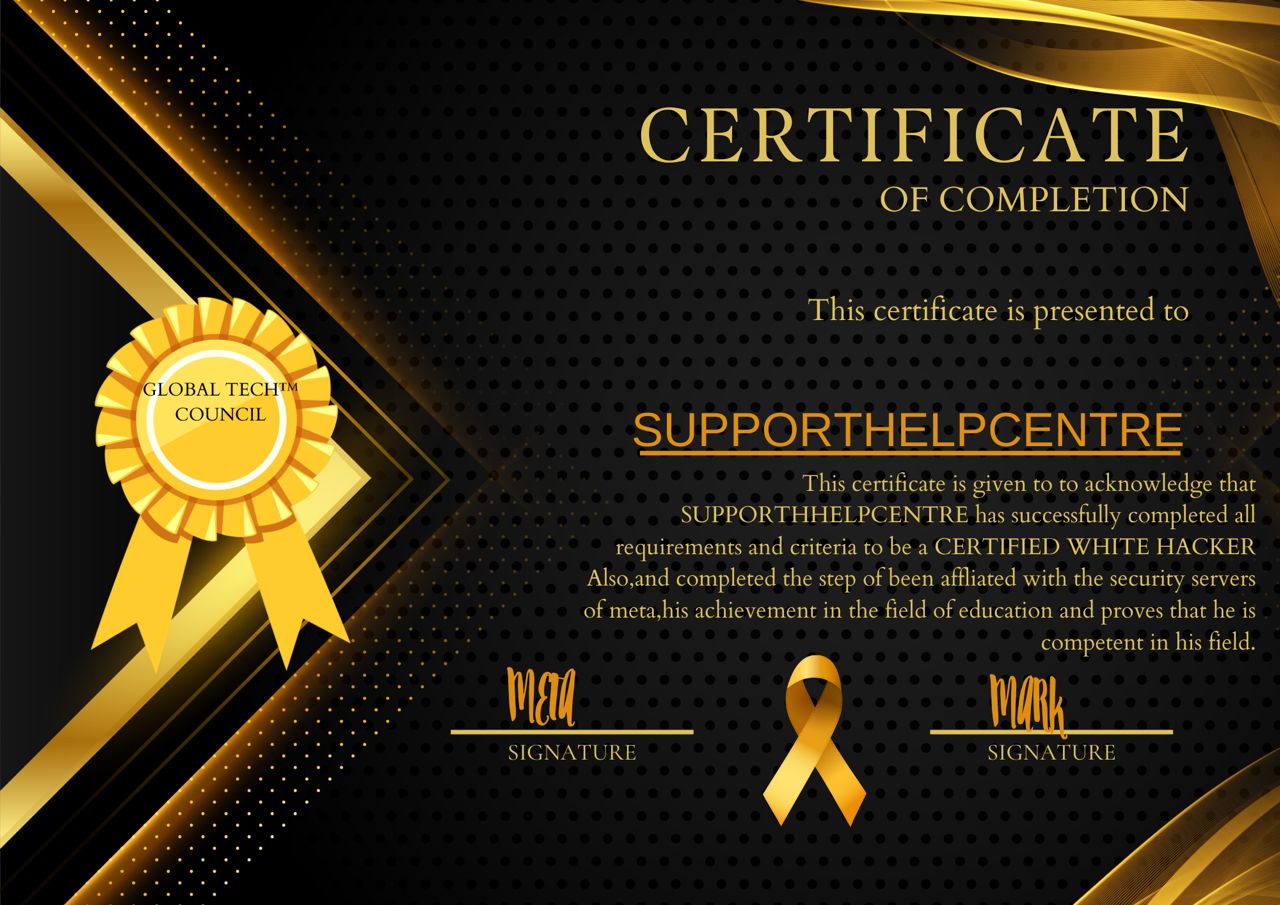 CERTIFICATE
OF COMPLETION
This certificate is presented to
GLOBAL TECH™
COUNCIL
SUPPORTHELPCENTRE
This certificate is given to to acknowledge that
SUPPORTHHELPCENTRE has successfully completed all
requirements and criteria to be a CERTIFIED WHITE HACKER
Also,and completed the step of been affliated with the security servers
of meta,his achievement in the field of education and proves that he is
competent in his field.
META
SIGNATURE
MARK
SIGNATURE